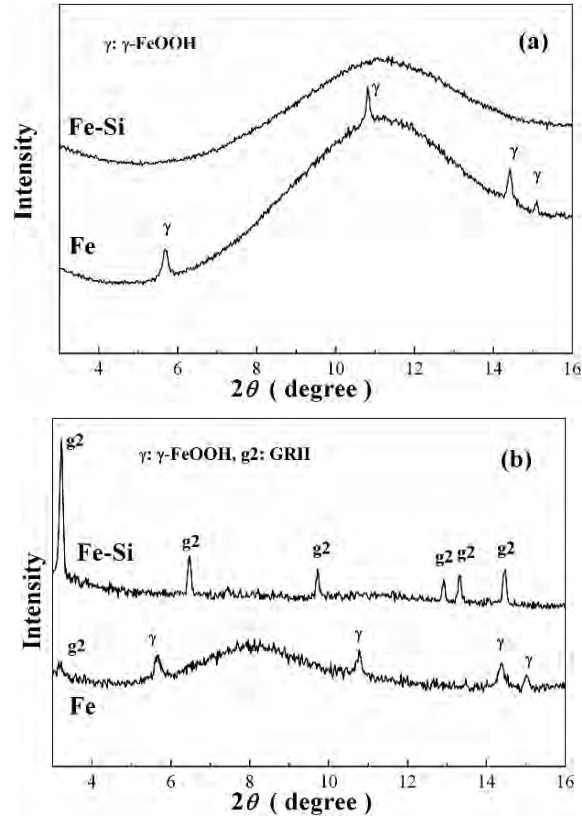 γ: γ-FeOOH
(a)
γ
Fe-Si
γ
γ
γ
Fe
Intensity
4 6 8 10 12 14 16
2θ ( degree )
g2
γ: γ-FeOOH, g2: GRII
(b)
Fe-Si
g2
g2
g2
g2
g2
g2
γ
γ
γ
γ
Fe
Intensity
4 6 8 10 12 14 16
2θ ( degree )